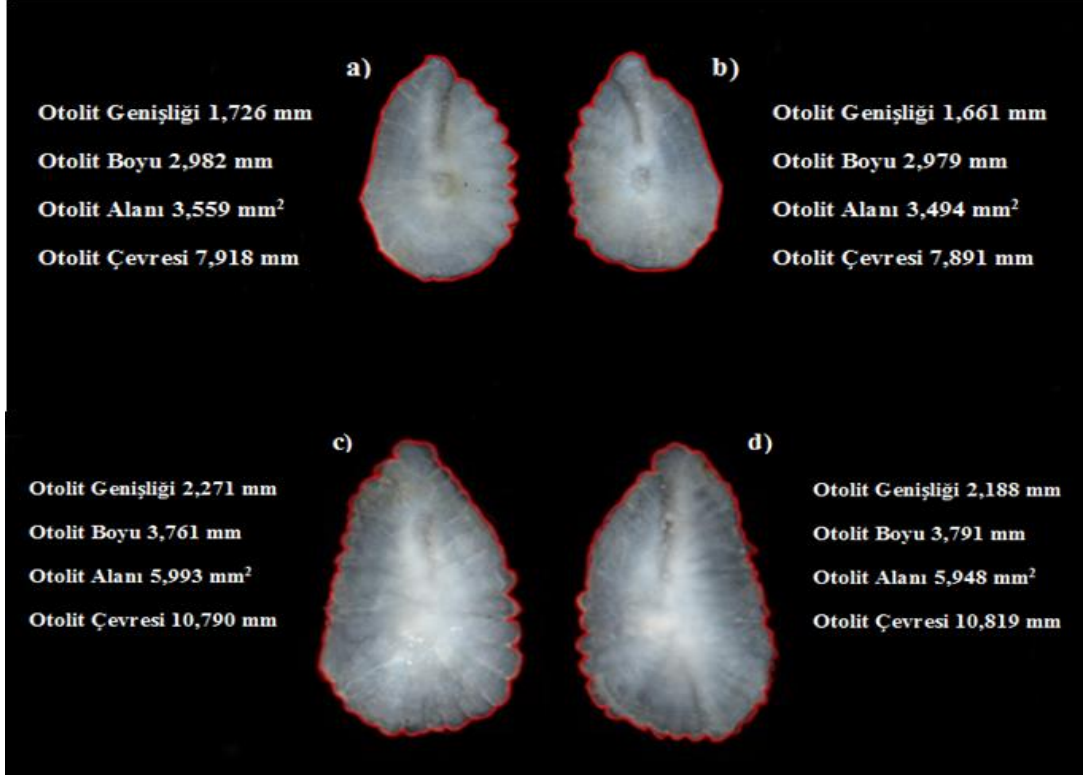 a)
Otolit Genişliği 1,726 mm
Otolit Boyu 2,982 mm
Otolit Alanı 3,559 mm²
Otolit Çevresi 7,918 mm
b)
Otolit Genişliği 1,661 mm
Otolit Boyu 2,979 mm
Otolit Alanı 3,494 mm²
Otolit Çevresi 7,891 mm
c)
Otolit Genişliği 2,271 mm
Otolit Boyu 3,761 mm
Otolit Alanı 5,993 mm²
Otolit Çevresi 10,790 mm
d)
Otolit Genişliği 2,188 mm
Otolit Boyu 3,791 mm
Otolit Alanı 5,948 mm²
Otolit Çevresi 10,819 mm